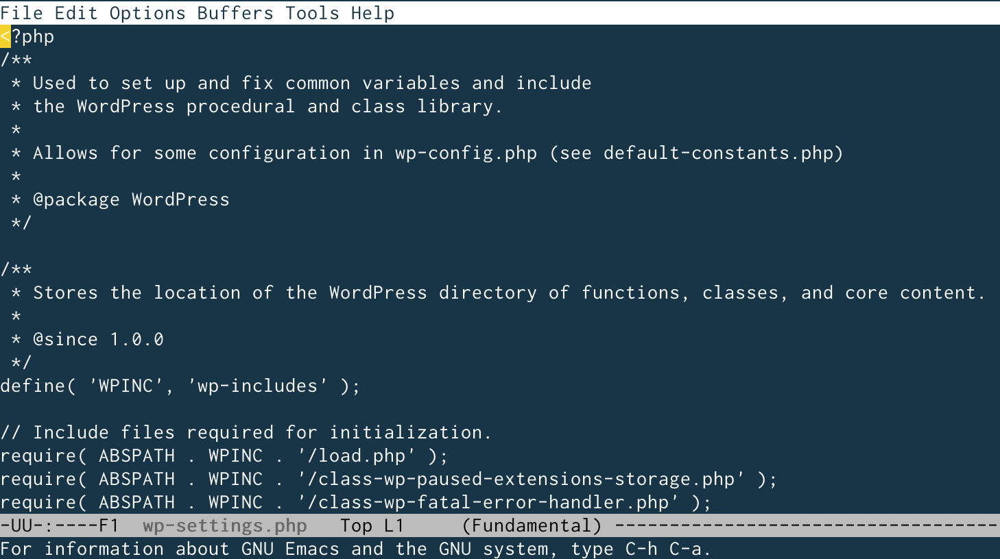 File Edit Options Buffers Tools Help
<?php
/**
 * Used to set up and fix common variables and include
 * the WordPress procedural and class library.
 *
 * Allows for some configuration in wp-config.php (see default-constants.php)
 *
 * @package WordPress
 */

/**
 * Stores the location of the WordPress directory of functions, classes, and core content.
 *
 * @since 1.0.0
 */
define( 'WPINC', 'wp-includes' );

// Include files required for initialization.
require( ABSPATH . WPINC . '/load.php' );
require( ABSPATH . WPINC . '/class-wp-paused-extensions-storage.php' );
require( ABSPATH . WPINC . '/class-wp-fatal-error-handler.php' );
-UU-:----F1  wp-settings.php   Top L1     (Fundamental) -----------------------------------
For information about GNU Emacs and the GNU system, type C-h C-a.